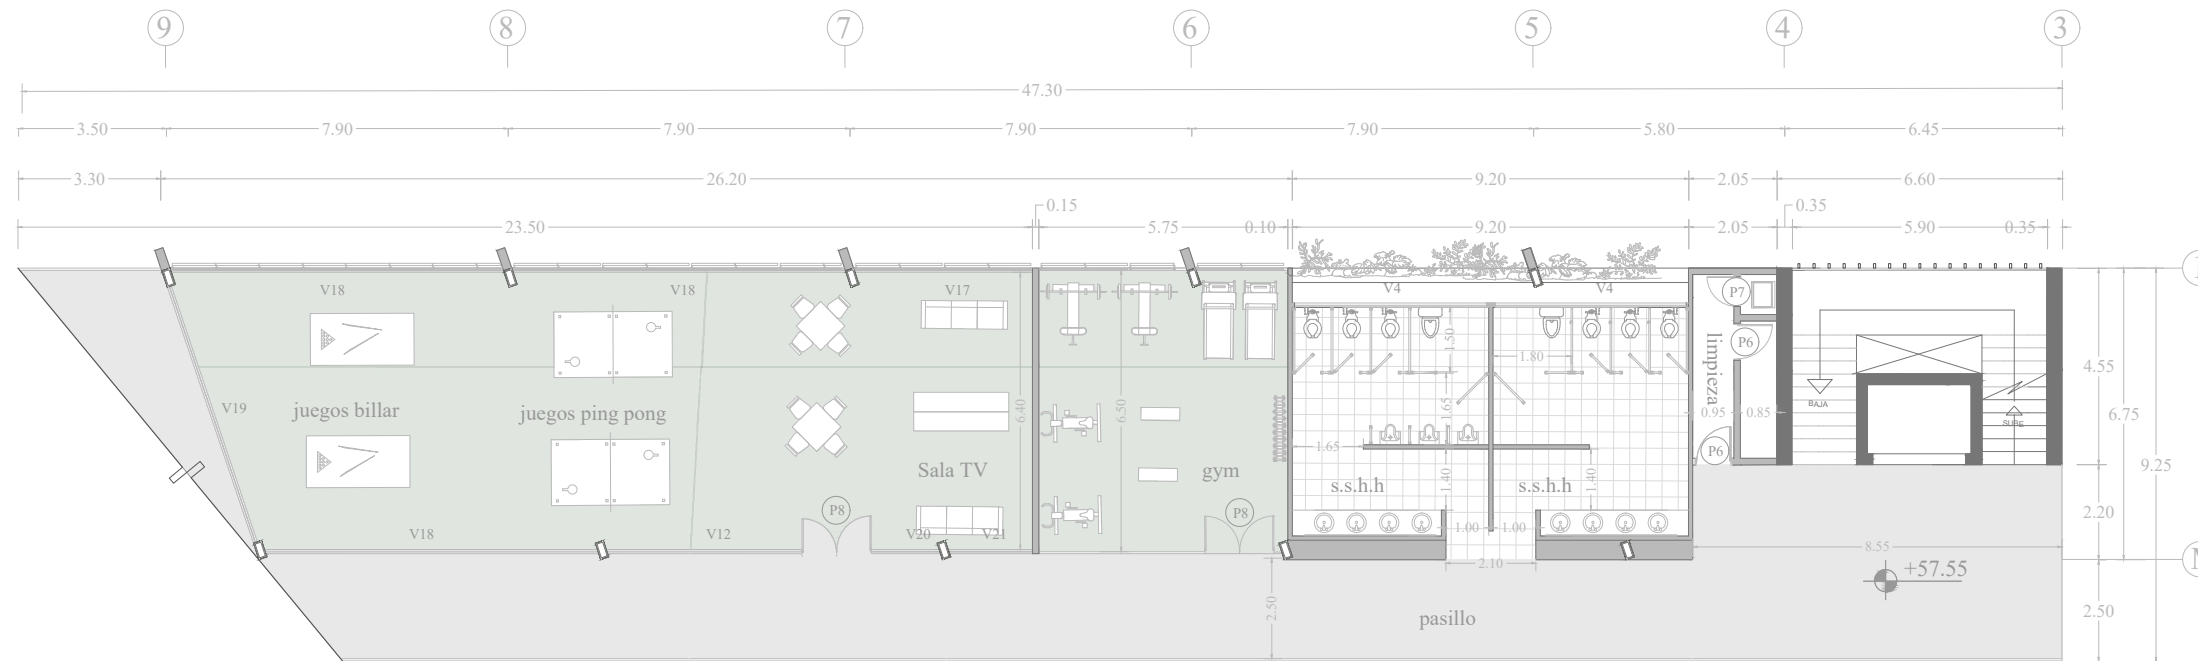 9 8 7 6 5 4 3
47.30
3.50 7.90 7.90 7.90 7.90 5.80 6.45
3.30 26.20 9.20 2.05 6.60
0.15 0.35
23.50 5.75 0.10 9.20 2.05 5.90 0.35
V18 V18 V17 V4 V4 P7
1.50
1.80
P6
limpieza
4.55
V19
juegos billar
juegos ping pong
6.40
6.50
1.65
0.95 0.85
BAJA
SUBE
6.75
1.65
P6
Sala TV
gym
s.s.h.h
1.40
s.s.h.h
1.40
9.25
V18 V12 P8 V20 V21 P8
1.00 1.00
2.20
2.10
8.55
+57.55
2.50
pasillo
2.50